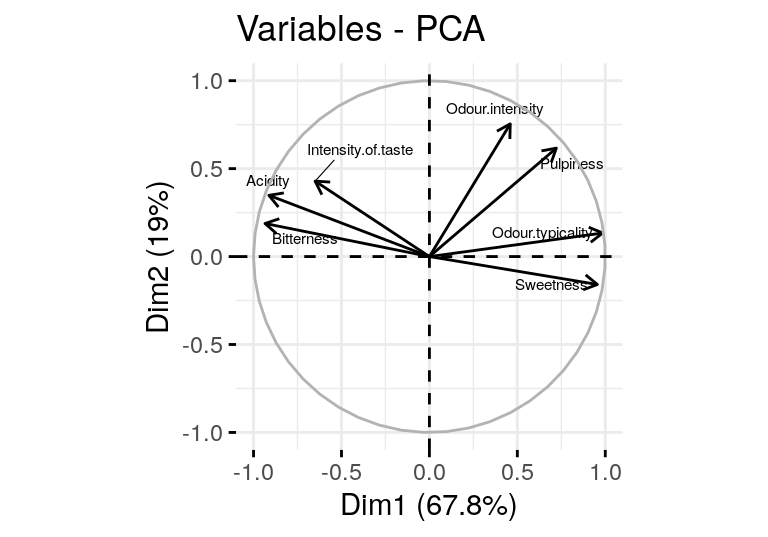 Variables - PCA
1.0
Odour.intensity
Intensity.of.taste
Pulpiness
0.5
Acidity
Odour.typicality
Bitterness
0.0
Sweetness
-0.5
-1.0
Dim2 (19%)
-1.0 -0.5 0.0 0.5 1.0
Dim1 (67.8%)